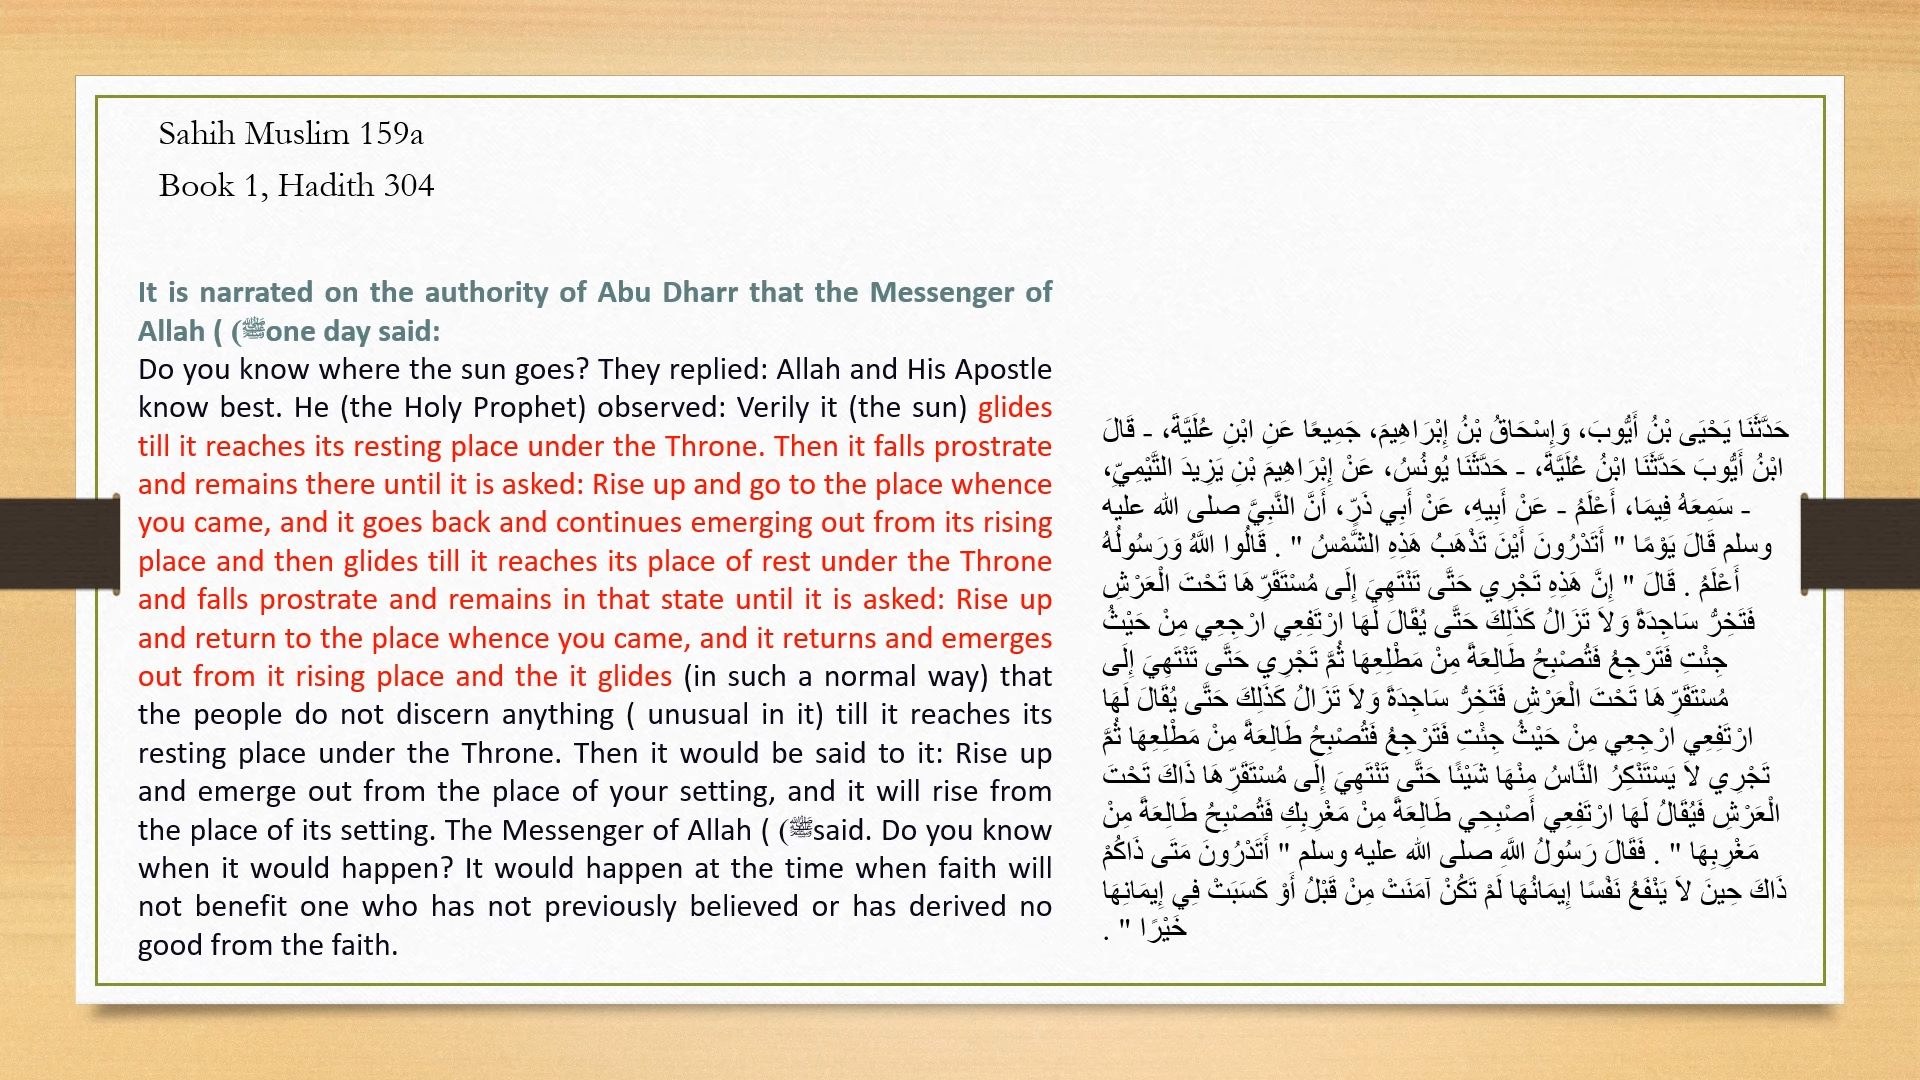 Sahih Muslim 159a
Book 1, Hadith 304
It is narrated on the authority of Abu Dharr that the Messenger of
Allah ( (ﷺone day said:
Do you know where the sun goes? They replied: Allah and His Apostle
know best. He (the Holy Prophet) observed: Verily it (the sun) glides
till it reaches its resting place under the Throne. Then it falls prostrate
and remains there until it is asked: Rise up and go to the place whence
you came, and it goes back and continues emerging out from its rising
place and then glides till it reaches its place of rest under the Throne
and falls prostrate and remains in that state until it is asked: Rise up
and return to the place whence you came, and it returns and emerges
out from it rising place and the it glides (in such a normal way) that
the people do not discern anything ( unusual in it) till it reaches its
resting place under the Throne. Then it would be said to it: Rise up
and emerge out from the place of your setting, and it will rise from
the place of its setting. The Messenger of Allah ( (ﷺsaid. Do you know
when it would happen? It would happen at the time when faith will
not benefit one who has not previously believed or has derived no
good from the faith.
حَدَّثَنَا يَحْيَى بْنُ أَيُّوبَ، وَإِسْحَاقُ بْنُ إِبْرَاهِيمَ، جَمِيعًا عَنِ ابْنِ عُلَيَّةَ، - قَالَ
ابْنُ أَيُّوبَ حَدَّثَنَا ابْنُ عُلَيَّةَ، - حَدَّثَنَا يُونُسُ، عَنْ إِبْرَاهِيمَ بْنِ يَزِيدَ التَّيْمِيِّ،
- سَمِعَهُ فِيمَا، أَعْلَمُ - عَنْ أَبِيهِ، عَنْ أَبِي ذَرٍّ، أَنَّ النَّبِيَّ صلى الله عليه
وسلم قَالَ يَوْمًا " أَتَدْرُونَ أَيْنَ تَذْهَبُ هَذِهِ الشَّمْسُ " . قَالُوا اللَّهُ وَرَسُولُهُ
أَعْلَمُ . قَالَ " إِنَّ هَذِهِ تَجْرِي حَتَّى تَنْتَهِيَ إِلَى مُسْتَقَرِّهَا تَحْتَ الْعَرْشِ
فَتَخِرُّ سَاجِدَةً وَلاَ تَزَالُ كَذَلِكَ حَتَّى يُقَالَ لَهَا ارْتَفِعِي ارْجِعِي مِنْ حَيْثُ
جِئْتِ فَتَرْجِعُ فَتُصْبِحُ طَالِعَةً مِنْ مَطْلِعِهَا ثُمَّ تَجْرِي حَتَّى تَنْتَهِيَ إِلَى
مُسْتَقَرِّهَا تَحْتَ الْعَرْشِ فَتَخِرُّ سَاجِدَةً وَلاَ تَزَالُ كَذَلِكَ حَتَّى يُقَالَ لَهَا
ارْتَفِعِي ارْجِعِي مِنْ حَيْثُ جِئْتِ فَتَرْجِعُ فَتُصْبِحُ طَالِعَةً مِنْ مَطْلِعِهَا ثُمَّ
تَجْرِي لاَ يَسْتَنْكِرُ النَّاسُ مِنْهَا شَيْئًا حَتَّى تَنْتَهِيَ إِلَى مُسْتَقَرِّهَا ذَاكَ تَحْتَ
الْعَرْشِ فَيُقَالُ لَهَا ارْتَفِعِي أَصْبِحِي طَالِعَةً مِنْ مَغْرِبِكِ فَتُصْبِحُ طَالِعَةً مِنْ
مَغْرِبِهَا " . فَقَالَ رَسُولُ اللَّهِ صلى الله عليه وسلم " أَتَدْرُونَ مَتَى ذَاكُمْ
ذَاكَ حِينَ لاَ يَنْفَعُ نَفْسًا إِيمَانُهَا لَمْ تَكُنْ آمَنَتْ مِنْ قَبْلُ أَوْ كَسَبَتْ فِي إِيمَانِهَا
خَيْرًا " .